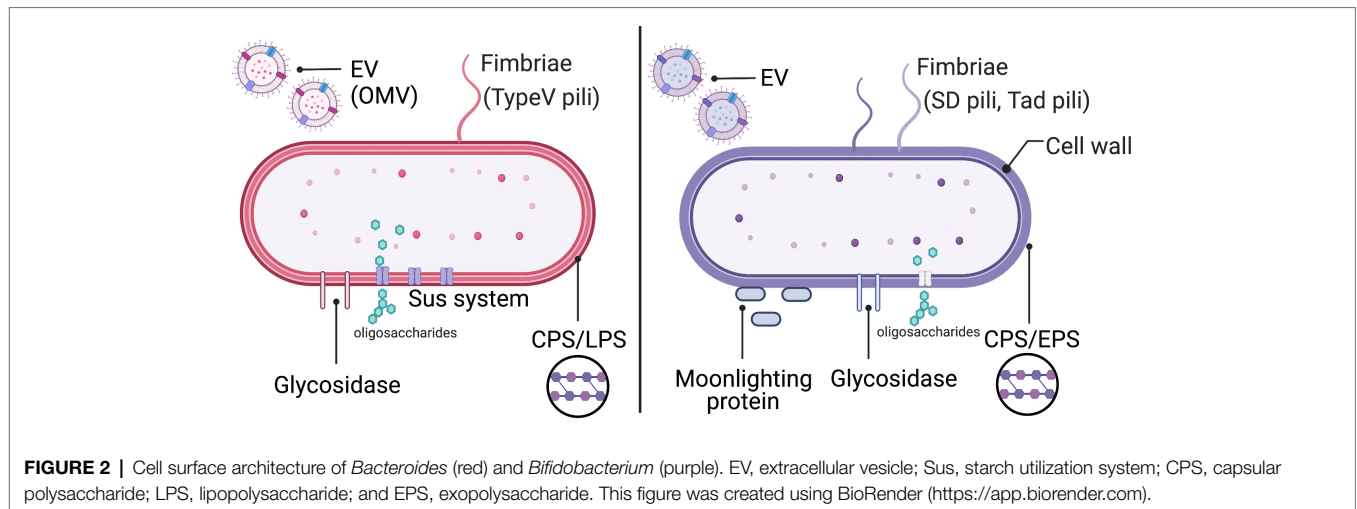 EV
(OMV)
Fimbriae
(TypeV pili)
Sus system
oligosaccharides
CPS/LPS
Glycosidase
EV
Fimbriae
(SD pili, Tad pili)
Cell wall
oligosaccharides
CPS/EPS
Moonlighting
protein
Glycosidase
FIGURE 2 | Cell surface architecture of Bacteroides (red) and Bifidobacterium (purple). EV, extracellular vesicle; Sus, starch utilization system; CPS, capsular
polysaccharide; LPS, lipopolysaccharide; and EPS, exopolysaccharide. This figure was created using BioRender (https://app.biorender.com).